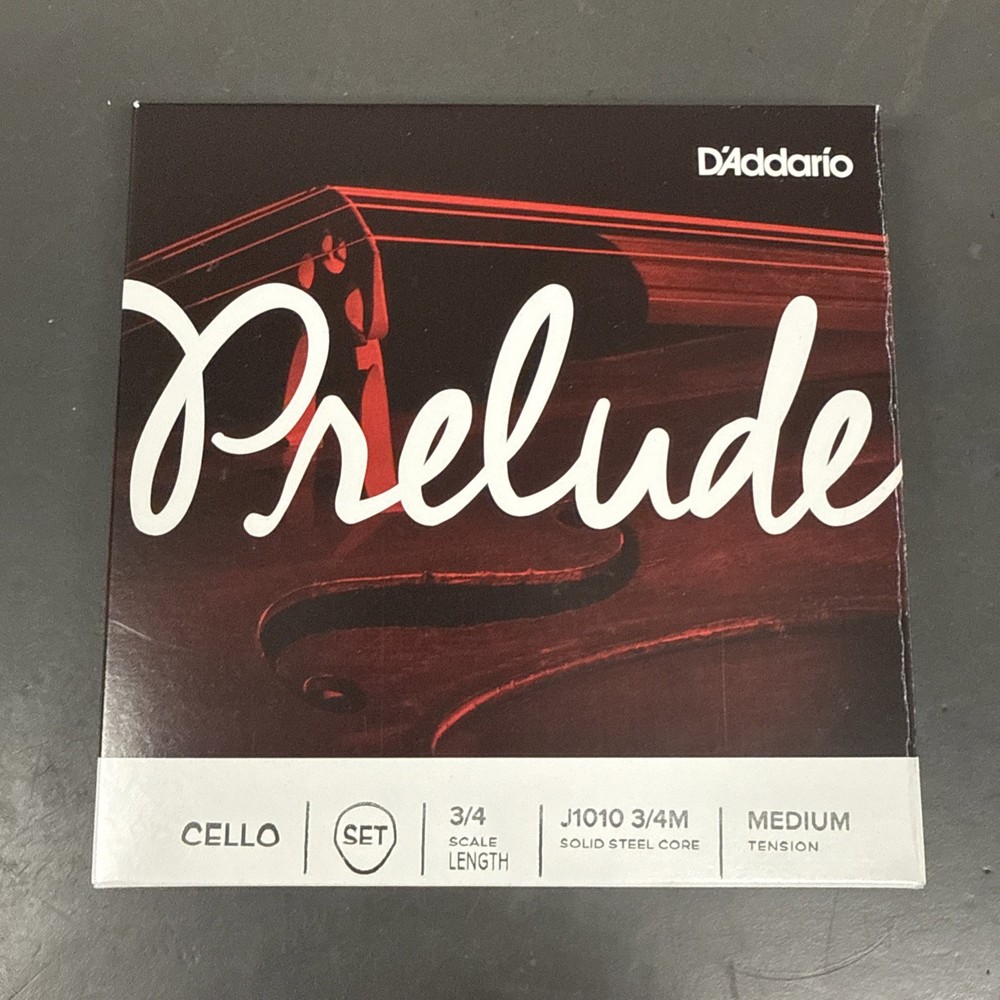 D'Addario
Prelude
CELLO
SET
3/4
SCALE
LENGTH
J1010 3/4M
SOLID STEEL CORE
MEDIUM
TENSION